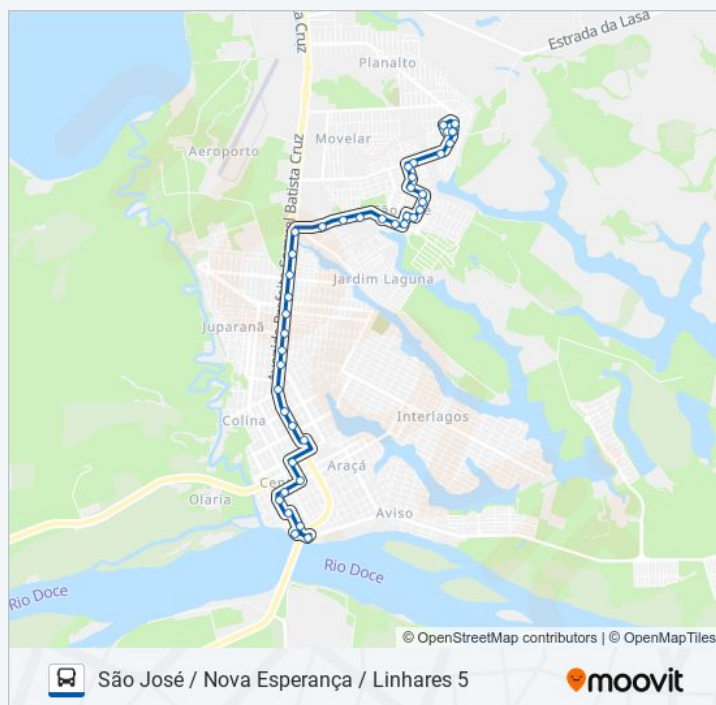 a Cruz
Estrada da Lasa
Planalto
Movelar
Aeroporto
Batista Cruz
Jardim Laguna
Juparanã
Colina
Interlagos
Araçá
Olaria
Aviso
Rio Doce
Rio Doce
© OpenStreetMap contributors | © OpenMapTiles
São José / Nova Esperança / Linhares 5
moovit